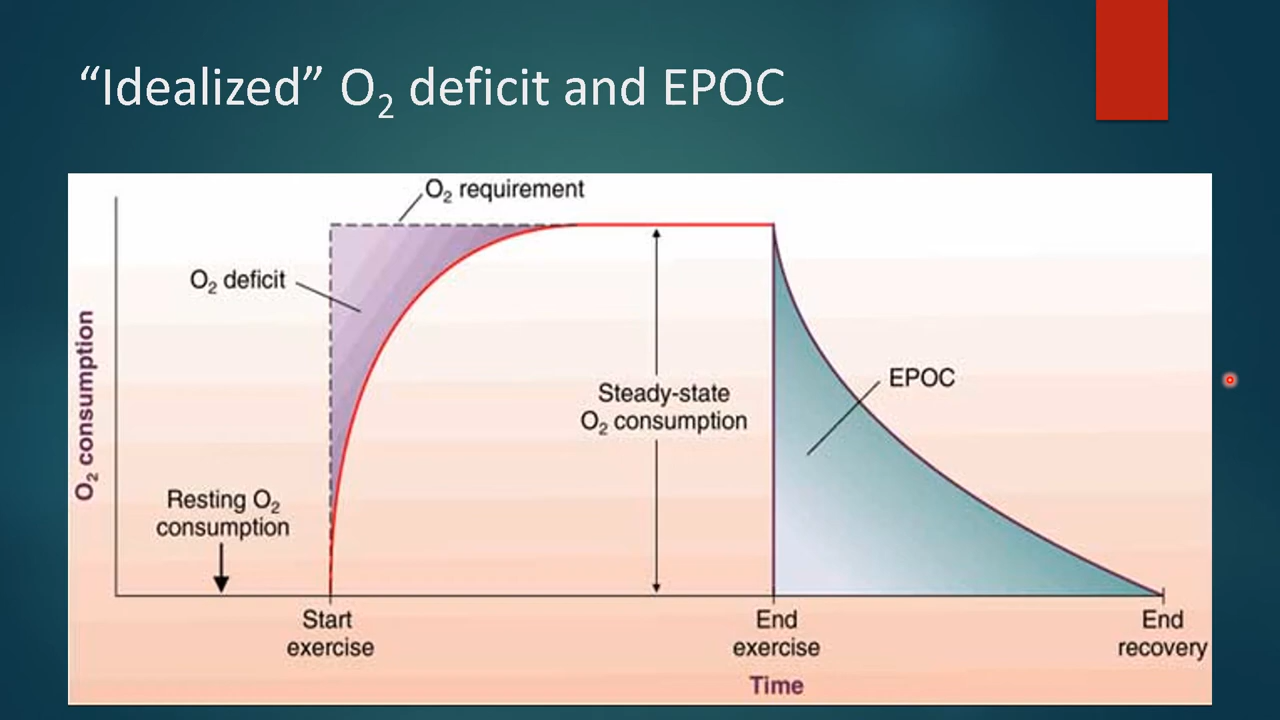 “Idealized” O₂ deficit and EPOC
O₂ requirement
O₂ deficit
O₂ consumption
Resting O₂
consumption
Steady-state
O₂ consumption
EPOC
Start
exercise
End
exercise
End
recovery
Time